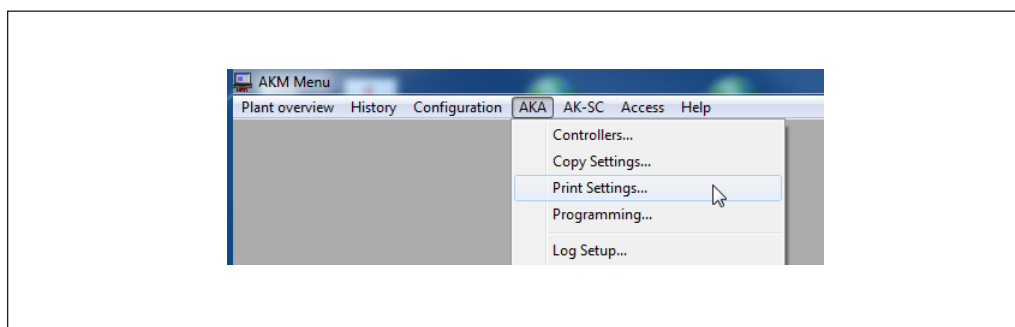 AKM Menu
Plant overview History Configuration AKA AK-SC Access Help
Controllers...
Copy Settings...
Print Settings...
Programming...
Log Setup...